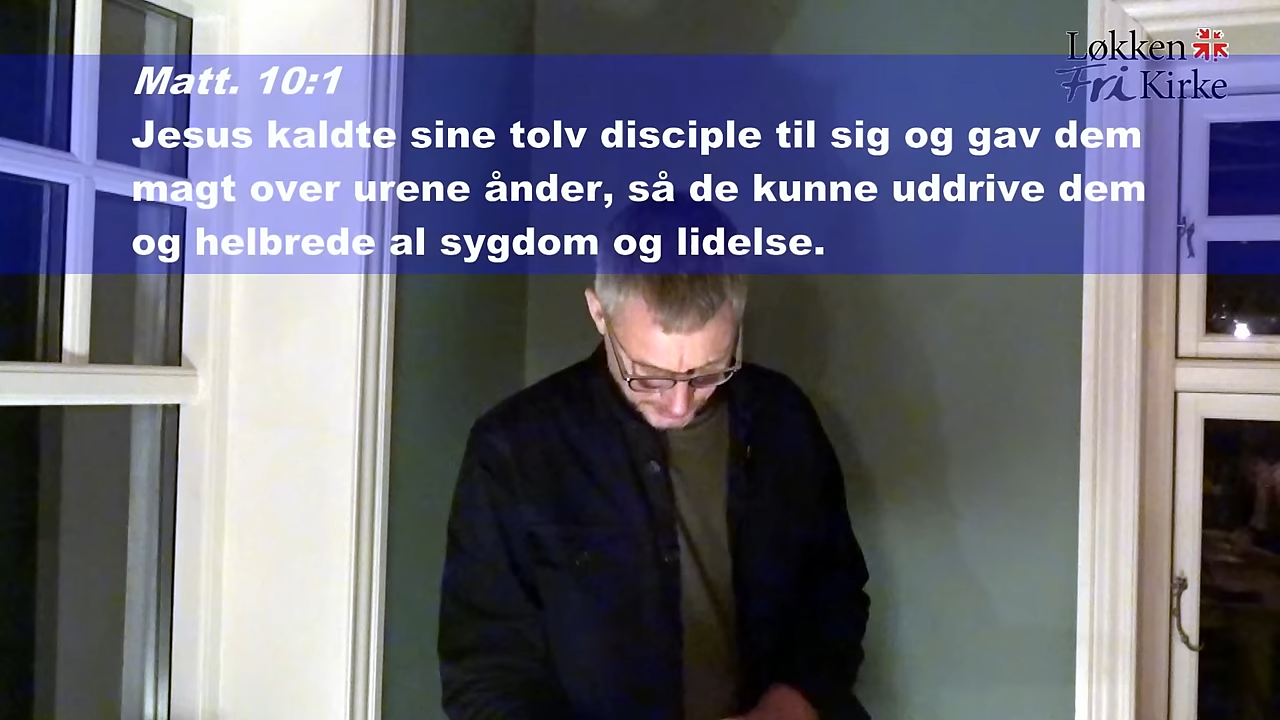 Løkken
Fri Kirke
Matt. 10:1
Jesus kaldte sine tolv disciple til sig og gav dem
magt over urene ånder, så de kunne uddrive dem
og helbrede al sygdom og lidelse.